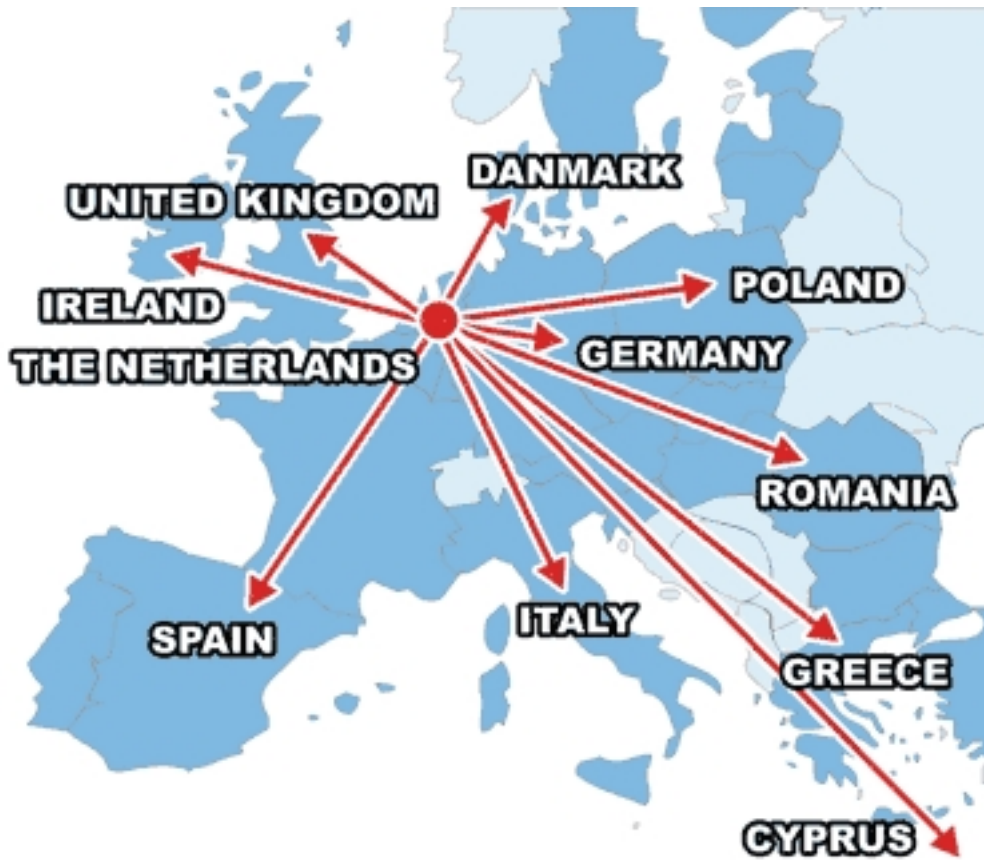 DANMARK
UNITED KINGDOM
POLAND
IRELAND
GERMANY
THE NETHERLANDS
ROMANIA
ITALY
SPAIN
GREECE
CYPRUS